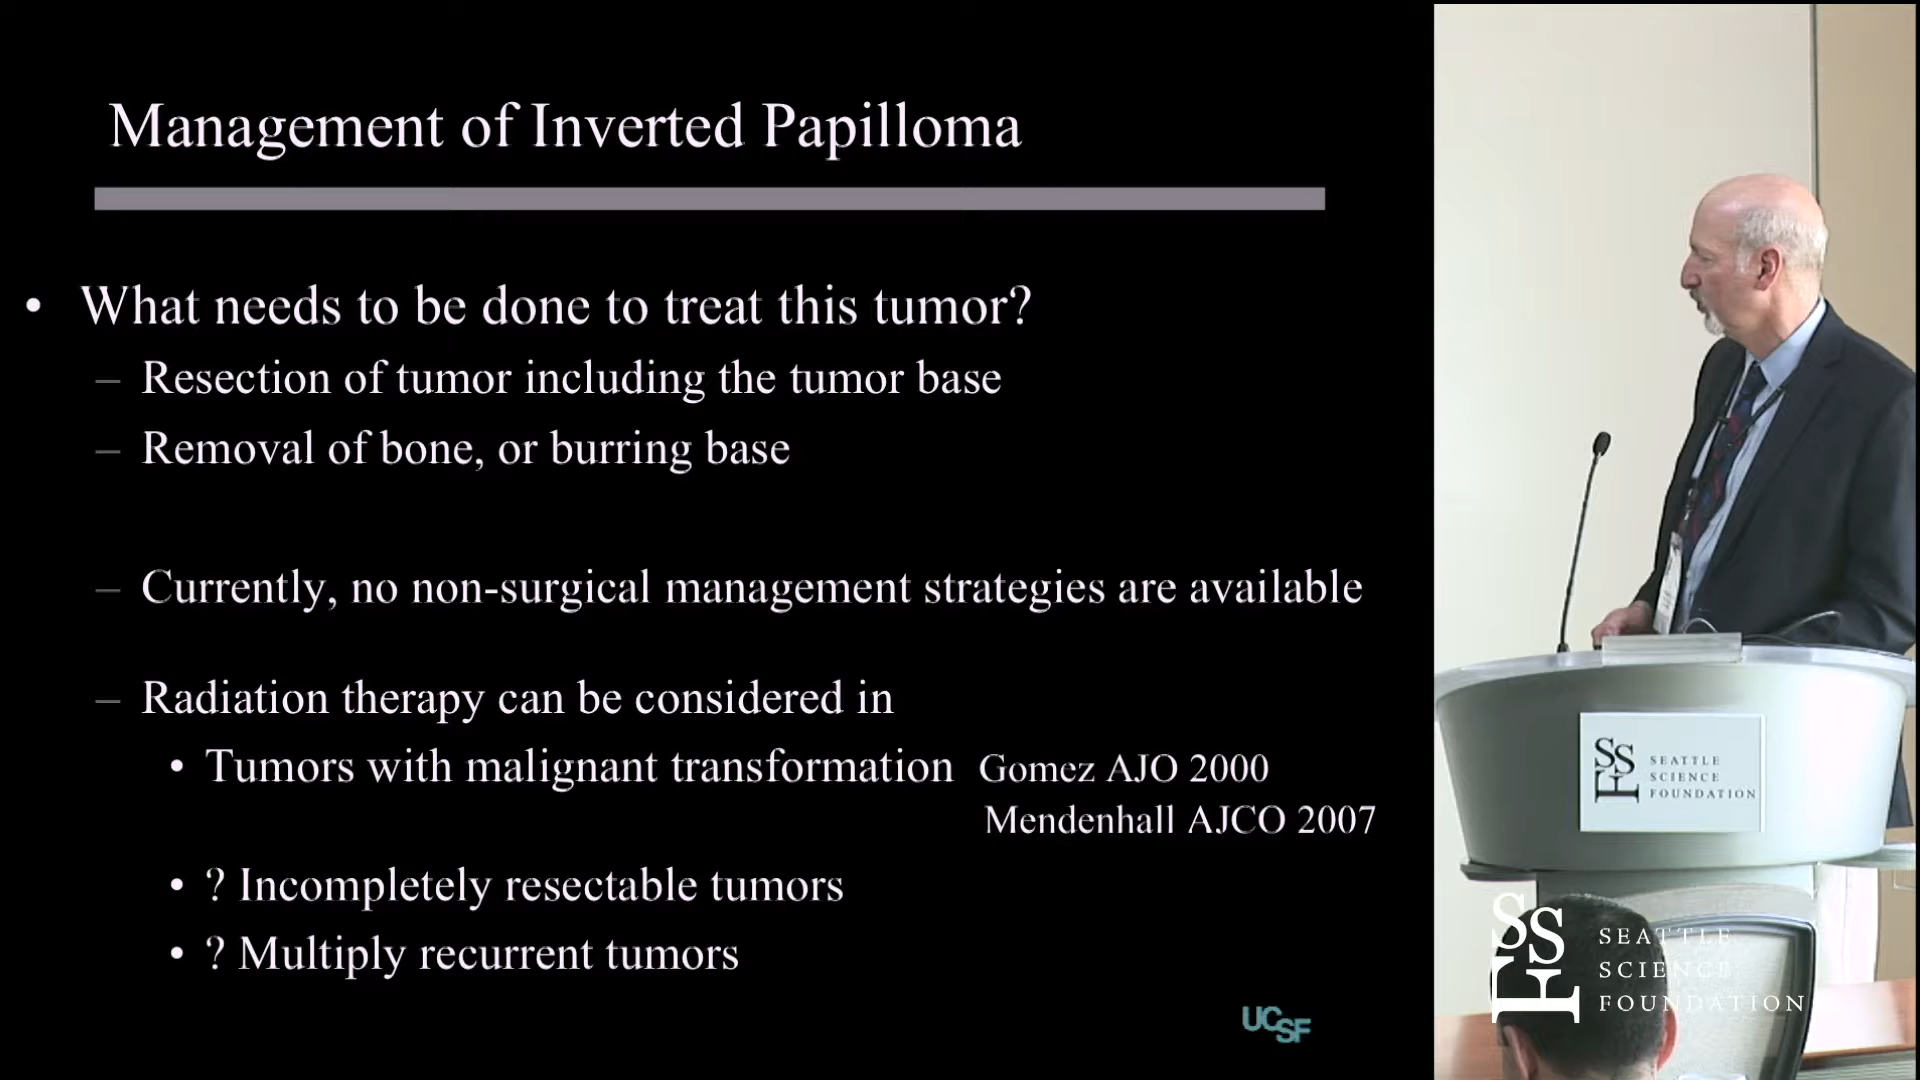 Management of Inverted Papilloma
• What needs to be done to treat this tumor?
– Resection of tumor including the tumor base
– Removal of bone, or burring base
– Currently, no non-surgical management strategies are available
– Radiation therapy can be considered in
• Tumors with malignant transformation Gomez AJO 2000
Mendenhall AJCO 2007
• ? Incompletely resectable tumors
• ? Multiply recurrent tumors
UCSF
SSF
SEATTLE
SCIENCE
FOUNDATION
SSF
SEATTLE
SCIENCE
FOUNDATION